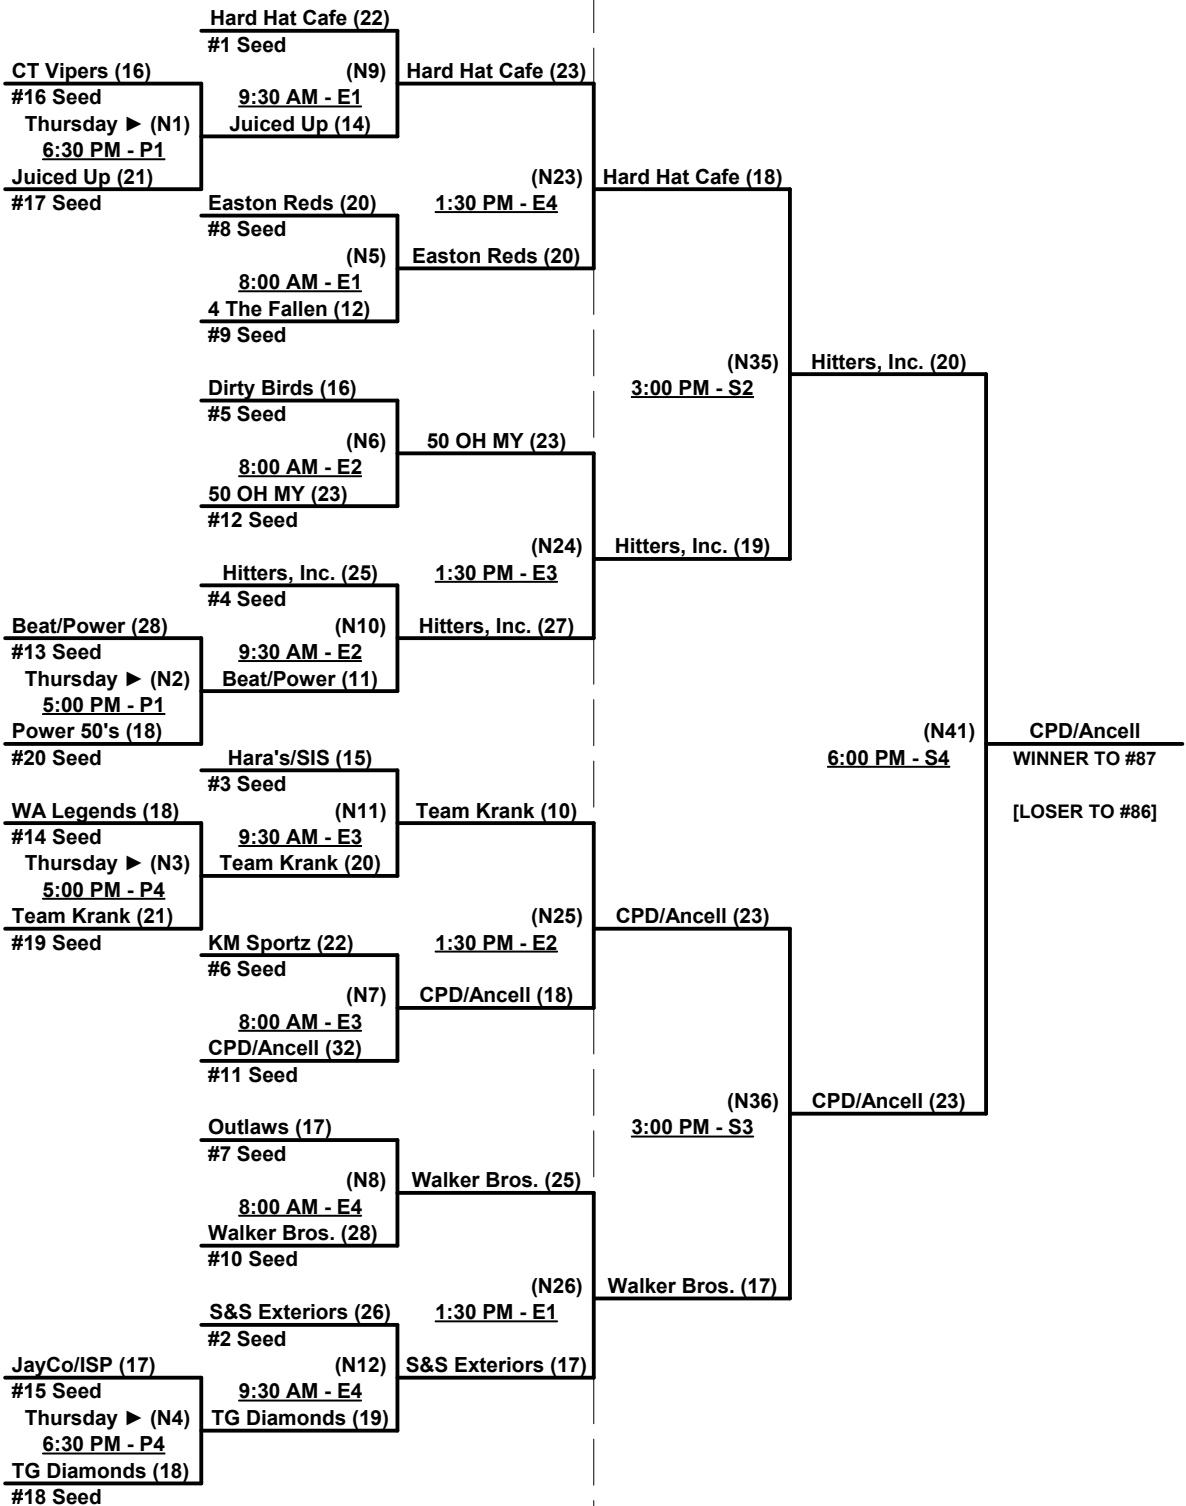 Hard Hat Cafe (22)
#1 Seed
CT Vipers (16)
(N9)
Hard Hat Cafe (23)
#16 Seed
9:30 AM - E1
Thursday ► (N1)
Juiced Up (14)
6:30 PM - P1
Juiced Up (21)
(N23)
Hard Hat Cafe (18)
#17 Seed
Easton Reds (20)
1:30 PM - E4
#8 Seed
(N5)
Easton Reds (20)
8:00 AM - E1
4 The Fallen (12)
#9 Seed
(N35)
Hitters, Inc. (20)
Dirty Birds (16)
3:00 PM - S2
#5 Seed
(N6)
50 OH MY (23)
8:00 AM - E2
50 OH MY (23)
#12 Seed
(N24)
Hitters, Inc. (19)
Hitters, Inc. (25)
1:30 PM - E3
#4 Seed
Beat/Power (28)
(N10)
Hitters, Inc. (27)
#13 Seed
9:30 AM - E2
Thursday ► (N2)
Beat/Power (11)
5:00 PM - P1
Power 50's (18)
(N41)
CPD/Ancell
#20 Seed
Hara's/SIS (15)
6:00 PM - S4
WINNER TO #87
#3 Seed
WA Legends (18)
(N11)
Team Krank (10)
[LOSER TO #86]
#14 Seed
9:30 AM - E3
Thursday ► (N3)
Team Krank (20)
5:00 PM - P4
Team Krank (21)
(N25)
CPD/Ancell (23)
#19 Seed
KM Sportz (22)
1:30 PM - E2
#6 Seed
(N7)
CPD/Ancell (18)
8:00 AM - E3
CPD/Ancell (32)
#11 Seed
(N36)
CPD/Ancell (23)
Outlaws (17)
3:00 PM - S3
#7 Seed
(N8)
Walker Bros. (25)
8:00 AM - E4
Walker Bros. (28)
#10 Seed
(N26)
Walker Bros. (17)
S&S Exteriors (26)
1:30 PM - E1
#2 Seed
JayCo/ISP (17)
(N12)
S&S Exteriors (17)
#15 Seed
9:30 AM - E4
Thursday ► (N4)
TG Diamonds (19)
6:30 PM - P4
TG Diamonds (18)
#18 Seed